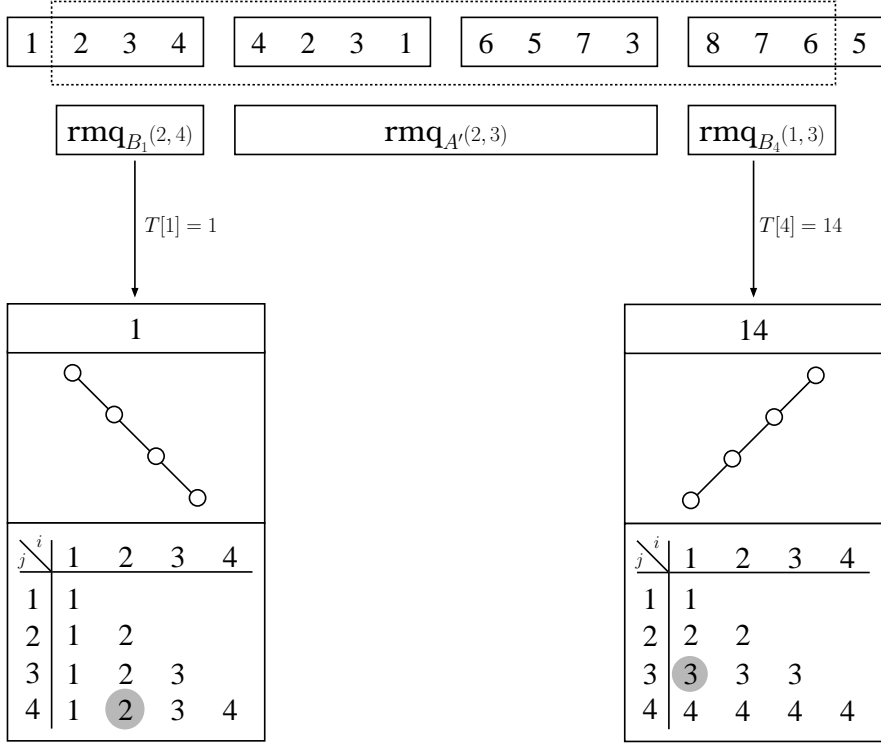 1 2 3 4 4 2 3 1 6 5 7 3 8 7 6 5
rmq_{B_1}(2, 4) rmq_{A'}(2, 3) rmq_{B_4}(1, 3)
T[1] = 1 T[4] = 14
1
i
j 1 2 3 4
1 1
2 1 2
3 1 2 3
4 1 2 3 4
14
i
j 1 2 3 4
1 1
2 2 2
3 3 3 3
4 4 4 4 4